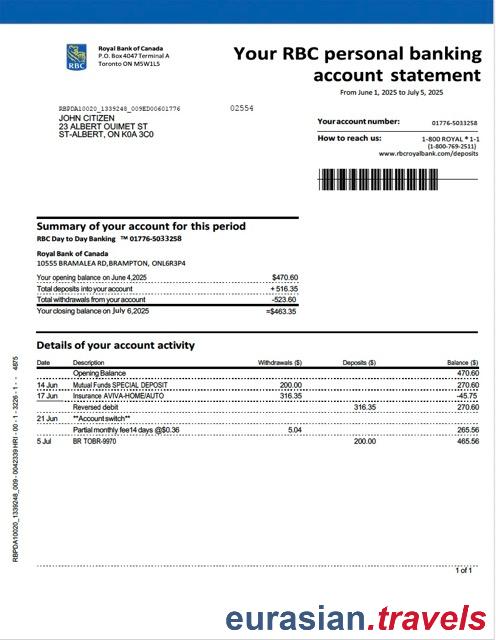 RBC
Royal Bank of Canada
P.O. Box 4047 Terminal A
Toronto ON M5W1L5
Your RBC personal banking
account statement
From June 1, 2025 to July 5, 2025
RBPDA10020_1339248_009ED00601776 02554
JOHN CITIZEN
23 ALBERT OUIMET ST
ST-ALBERT, ON K0A 3C0
Your account number: 01776-5033258
How to reach us: 1-800 ROYAL ® 1-1
(1-800-769-2511)
www.rbcroyalbank.com/deposits
Summary of your account for this period
RBC Day to Day Banking ™ 01776-5033258
Royal Bank of Canada
10555 BRAMALEA RD,BRAMPTON, ONL6R3P4
Your opening balance on June 4,2025 $470.60
Total deposits into your account + 516.35
Total withdrawals from your account -523.60
Your closing balance on July 6,2025 =$463.35
Details of your account activity
Date Description Withdrawals ($) Deposits ($) Balance ($)
Opening Balance 470.60
14 Jun Mutual Funds SPECIAL DEPOSIT 200.00 270.60
17 Jun Insurance AVIVA-HOME/AUTO 316.35 -45.75
Reversed debit 316.35 270.60
21 Jun **Account switch**
Partial monthly fee14 days @$0.36 5.04 265.56
5 Jul BR TOBR-9970 200.00 465.56
RBPDA10020_1339248_009 - 0042339 HRI - 00 - 1 - 3226 - 1 - - 4875
1 of 1
eurasian.travels